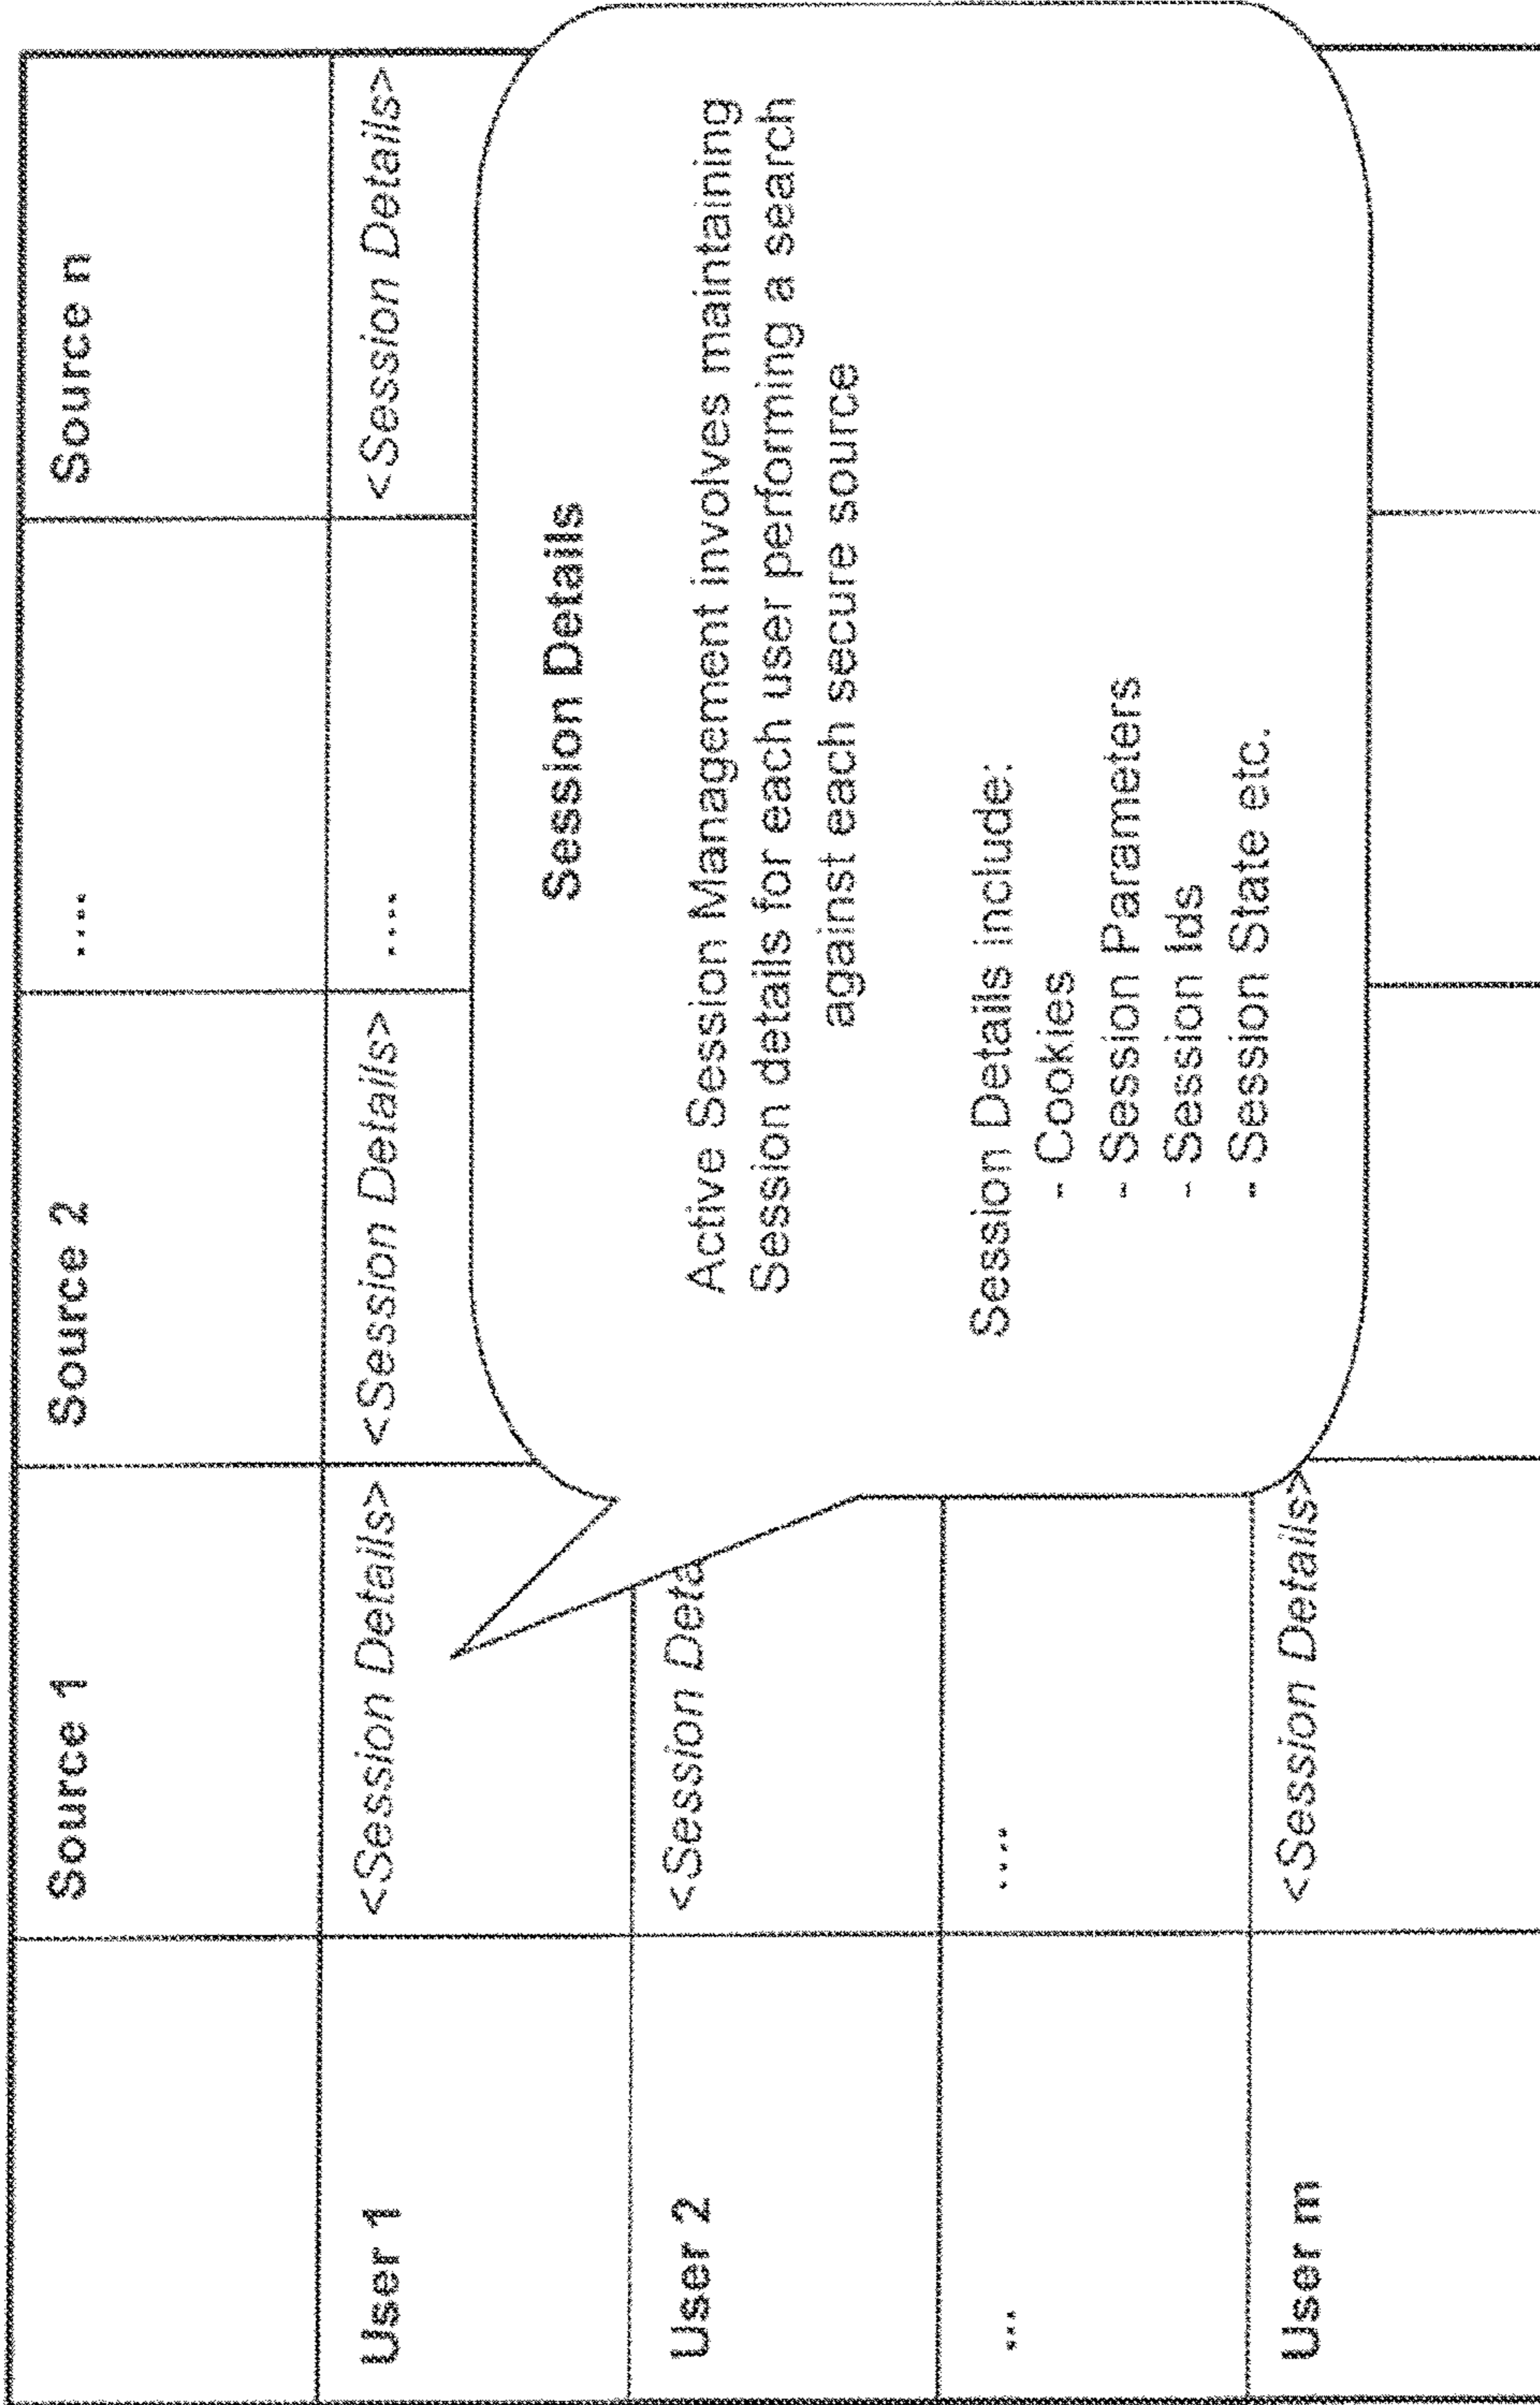 Source 1 Source 2 .... Source n
User 1 <Session Details> <Session Details> .... <Session Details>
Session Details
Active Session Management involves maintaining
Session details for each user performing a search
against each secure source
Session Details include:
- Cookies
- Session Parameters
- Session Ids
- Session State etc.
User 2 <Session Deta
... ....
User m <Session Details>